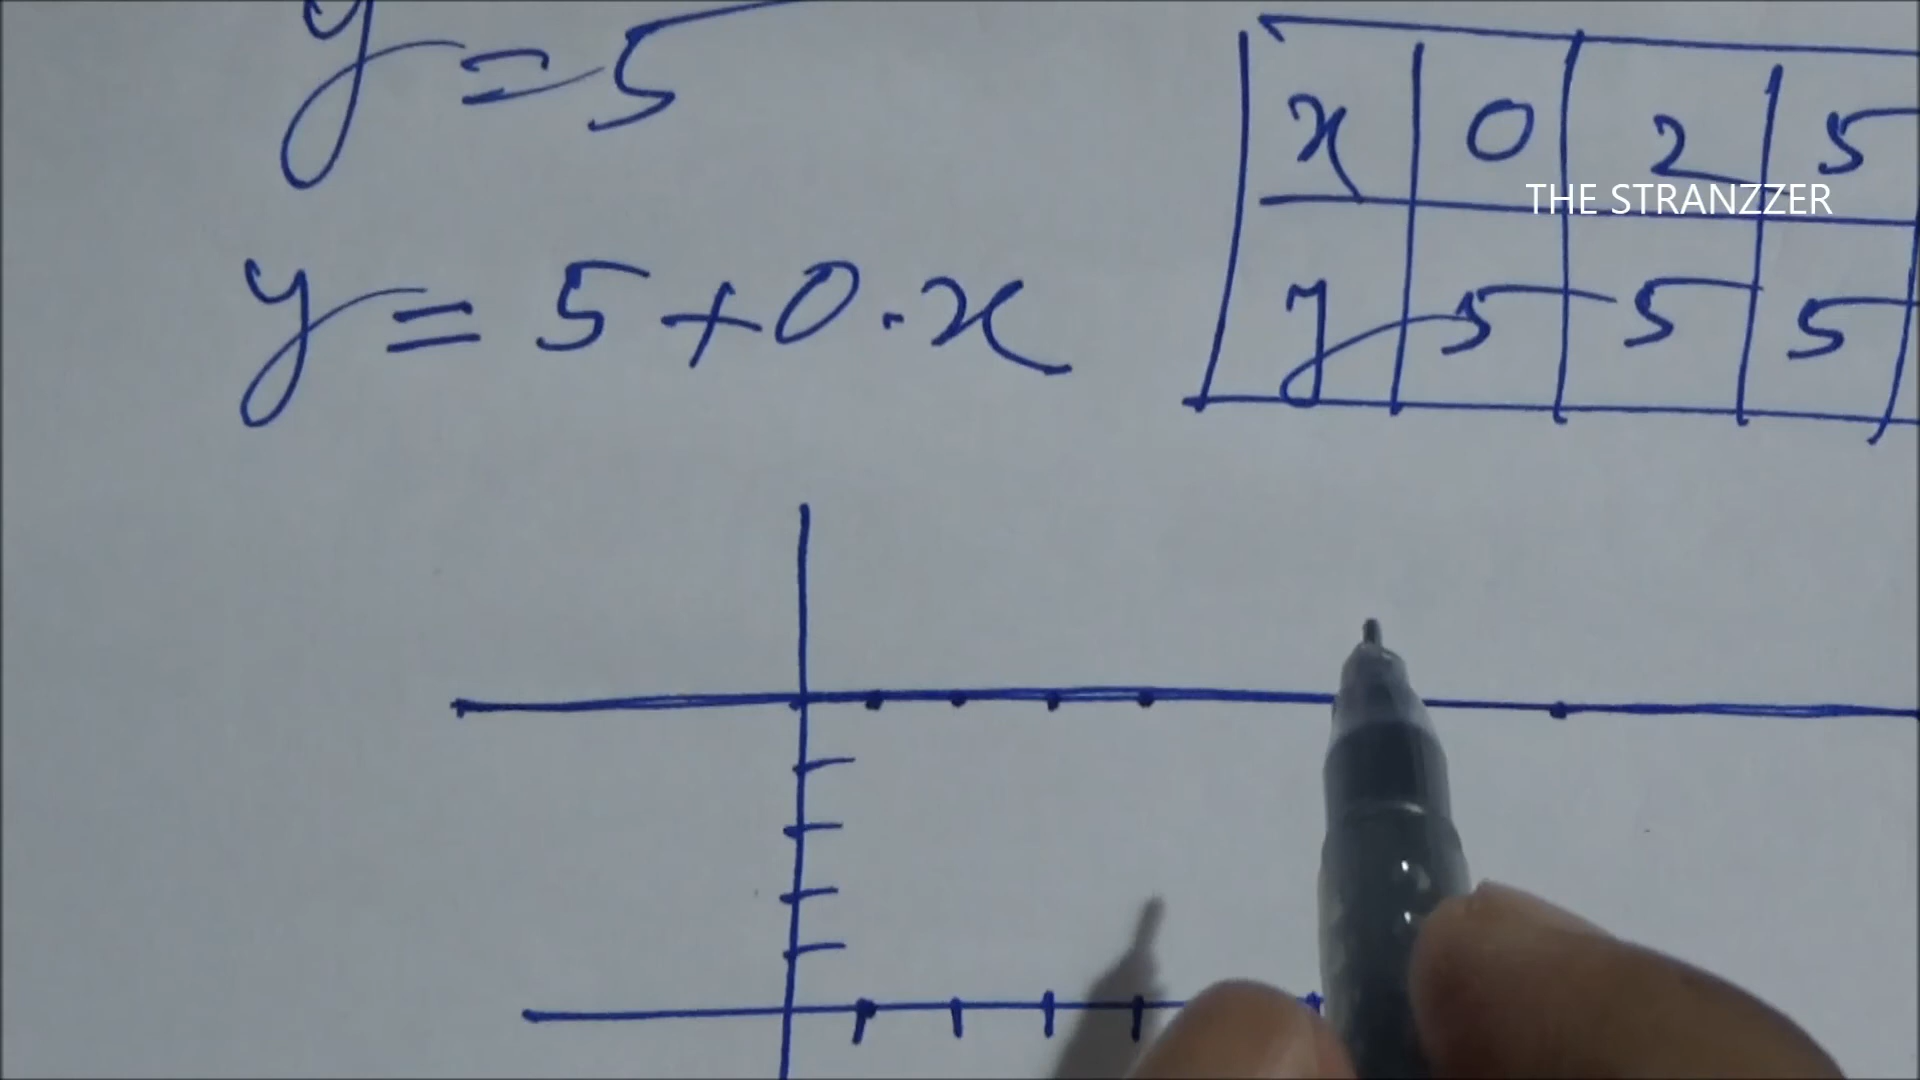 y = 5
y = 5 + 0 . x
x 0 2 5
THE STRANZZER
y 5 5 5